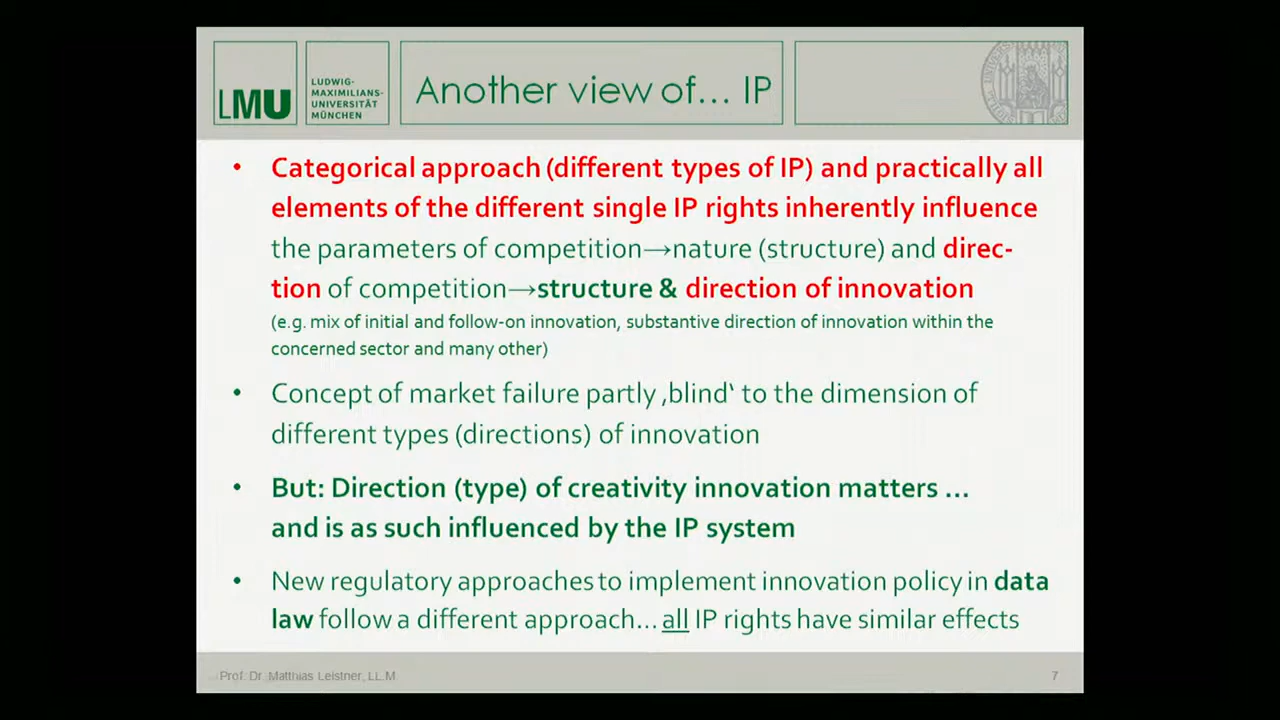 LMU
LUDWIG-
MAXIMILIANS-
UNIVERSITÄT
MÜNCHEN
Another view of... IP
• Categorical approach (different types of IP) and practically all
elements of the different single IP rights inherently influence
the parameters of competition→nature (structure) and direc-
tion of competition→structure & direction of innovation
(e.g. mix of initial and follow-on innovation, substantive direction of innovation within the
concerned sector and many other)
• Concept of market failure partly ‚blind‘ to the dimension of
different types (directions) of innovation
• But: Direction (type) of creativity innovation matters ...
and is as such influenced by the IP system
• New regulatory approaches to implement innovation policy in data
law follow a different approach... all IP rights have similar effects
Prof. Dr. Matthias Leistner, LL.M
7